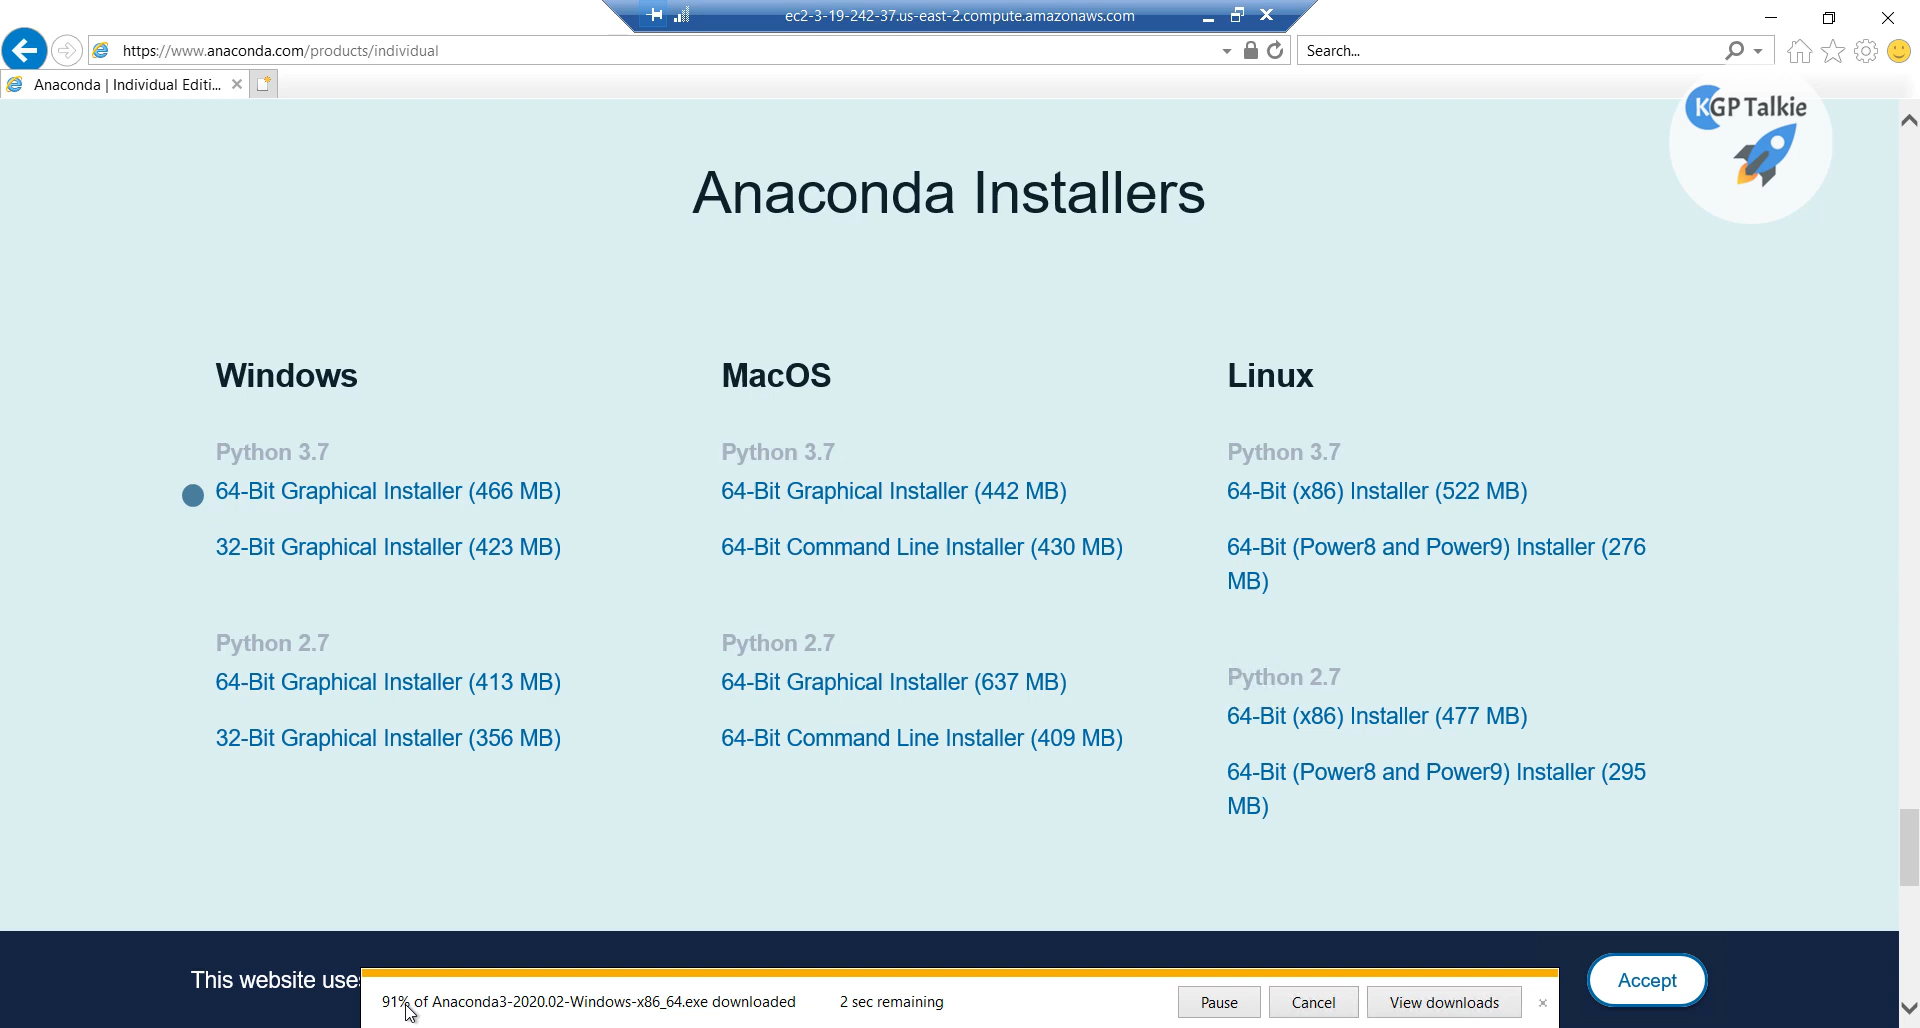 ec2-3-19-242-37.us-east-2.compute.amazonaws.com
https://www.anaconda.com/products/individual
Search...
Anaconda | Individual Editi...
KGP Talkie
Anaconda Installers
Windows
MacOS
Linux
Python 3.7
Python 3.7
Python 3.7
64-Bit Graphical Installer (466 MB)
64-Bit Graphical Installer (442 MB)
64-Bit (x86) Installer (522 MB)
32-Bit Graphical Installer (423 MB)
64-Bit Command Line Installer (430 MB)
64-Bit (Power8 and Power9) Installer (276
MB)
Python 2.7
Python 2.7
Python 2.7
64-Bit Graphical Installer (413 MB)
64-Bit Graphical Installer (637 MB)
64-Bit (x86) Installer (477 MB)
32-Bit Graphical Installer (356 MB)
64-Bit Command Line Installer (409 MB)
64-Bit (Power8 and Power9) Installer (295
MB)
This website use
Accept
91% of Anaconda3-2020.02-Windows-x86_64.exe downloaded
2 sec remaining
Pause
Cancel
View downloads